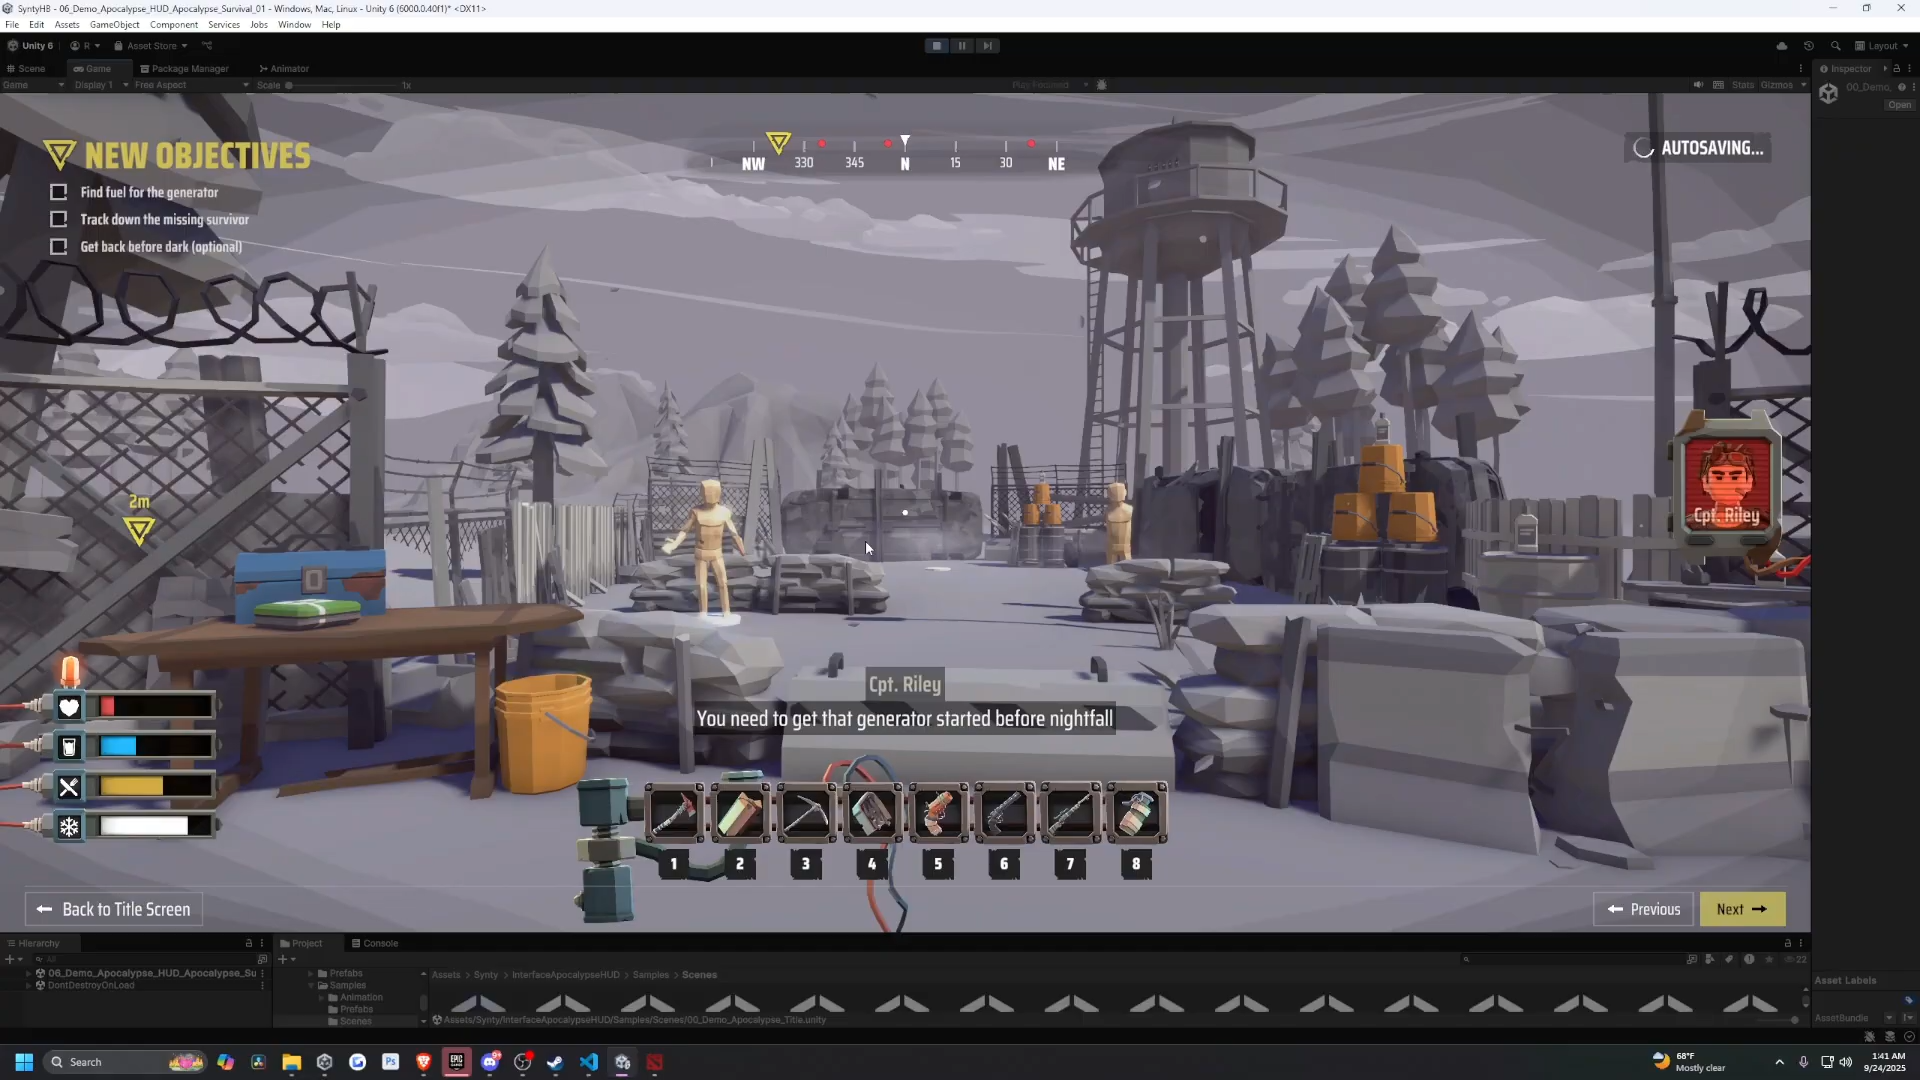 SyntyHB - 06_Demo_Apocalypse_HUD_Apocalypse_Survival_01 - Windows, Mac, Linux - Unity 6 (6000.0.40f1)* <DX11>
File Edit Assets GameObject Component Services Jobs Window Help
Unity 6 R Asset Store Layout
Scene Game Package Manager Animator Inspector
Game Display 1 Free Aspect Scale 1x Play Focused Stats Gizmos 00_Demo.
Open
NEW OBJECTIVES
Find fuel for the generator
Track down the missing survivor
Get back before dark (optional)
NW 330 345 N 15 30 NE
AUTOSAVING...
2m
Cpt. Riley
Cpt. Riley
You need to get that generator started before nightfall
1 2 3 4 5 6 7 8
Back to Title Screen
Previous
Next
Hierarchy
Project Console
All
06_Demo_Apocalypse_HUD_Apocalypse_Su
DontDestroyOnLoad
Prefabs
Samples
Animation
Prefabs
Scenes
Assets > Synty > InterfaceApocalypseHUD > Samples > Scenes
22
Assets/Synty/InterfaceApocalypseHUD/Samples/Scenes/00_Demo_Apocalypse_Title.unity
Asset Labels
AssetBundle
Search
68°F
Mostly clear
1:41 AM
9/24/2025